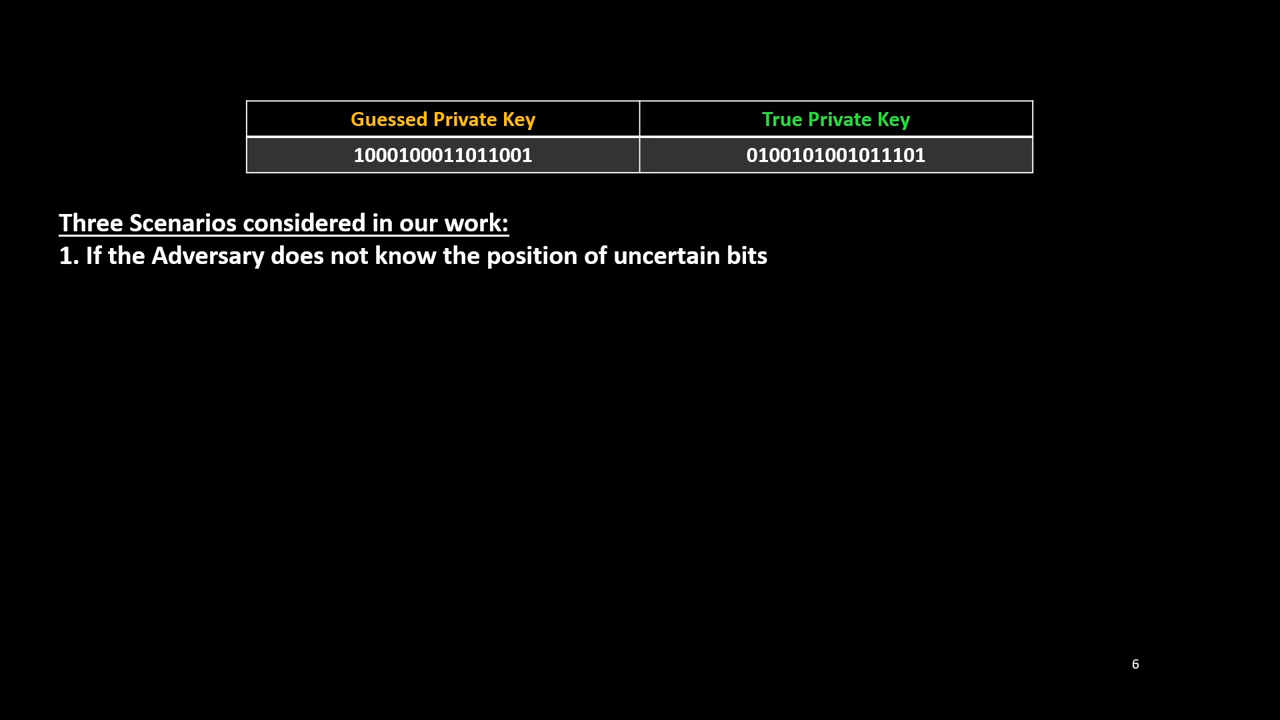 Guessed Private Key True Private Key
1000100011011001 0100101001011101
Three Scenarios considered in our work:
1. If the Adversary does not know the position of uncertain bits
6